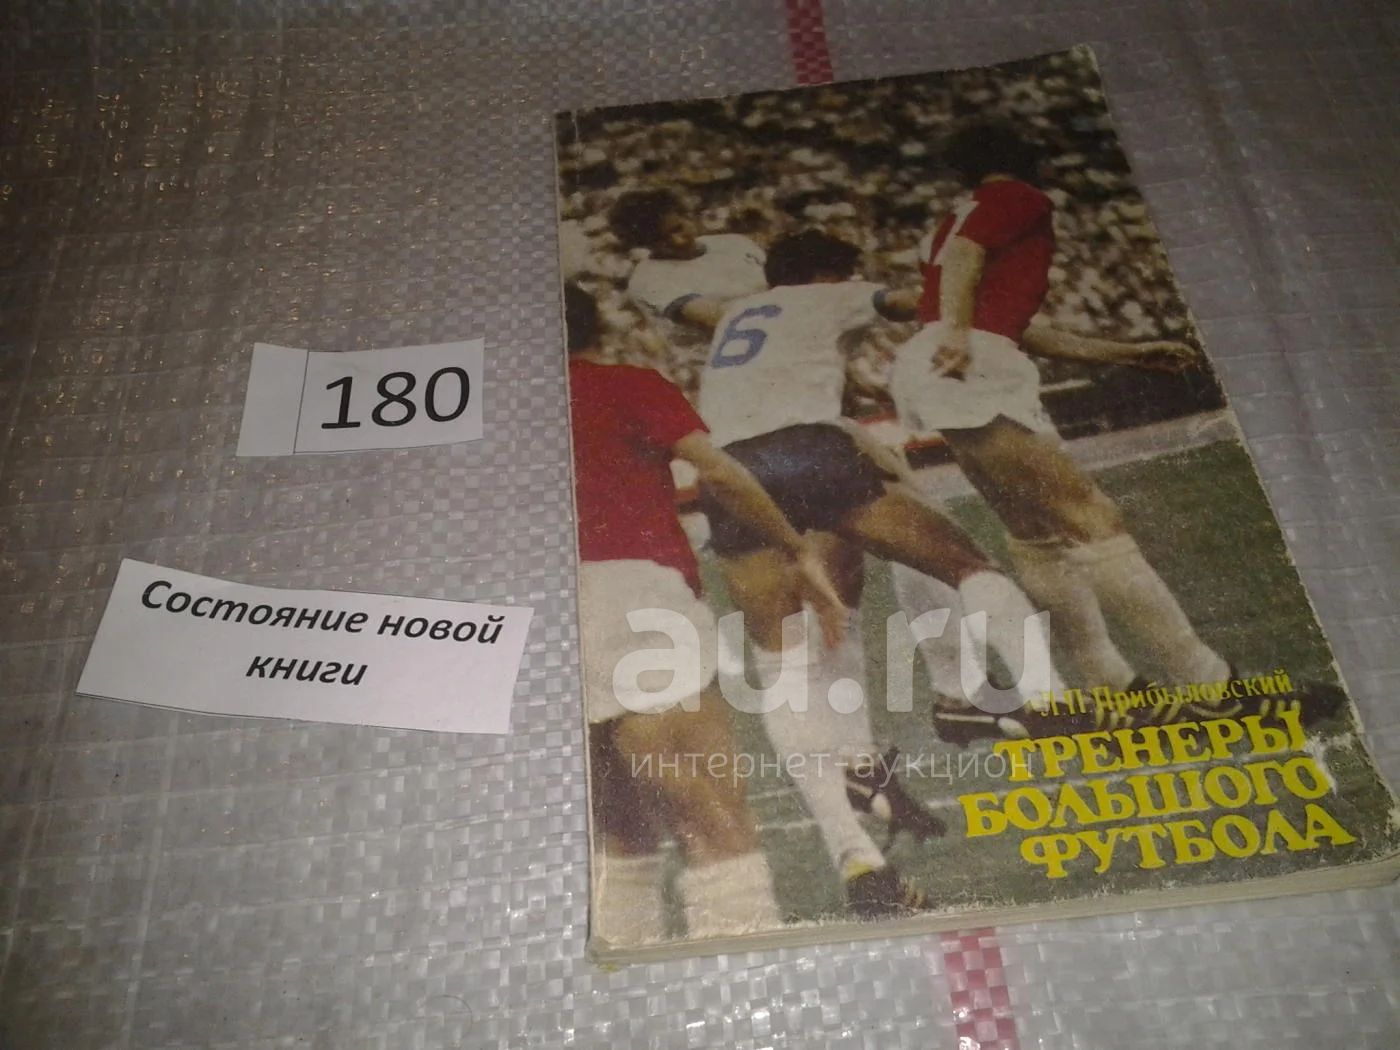 180
Состояние новой
книги
6
au.ru
интернет-аукцион
Л.П.Прибыловский
ТРЕНЕРЫ
БОЛЬШОГО
ФУТБОЛА